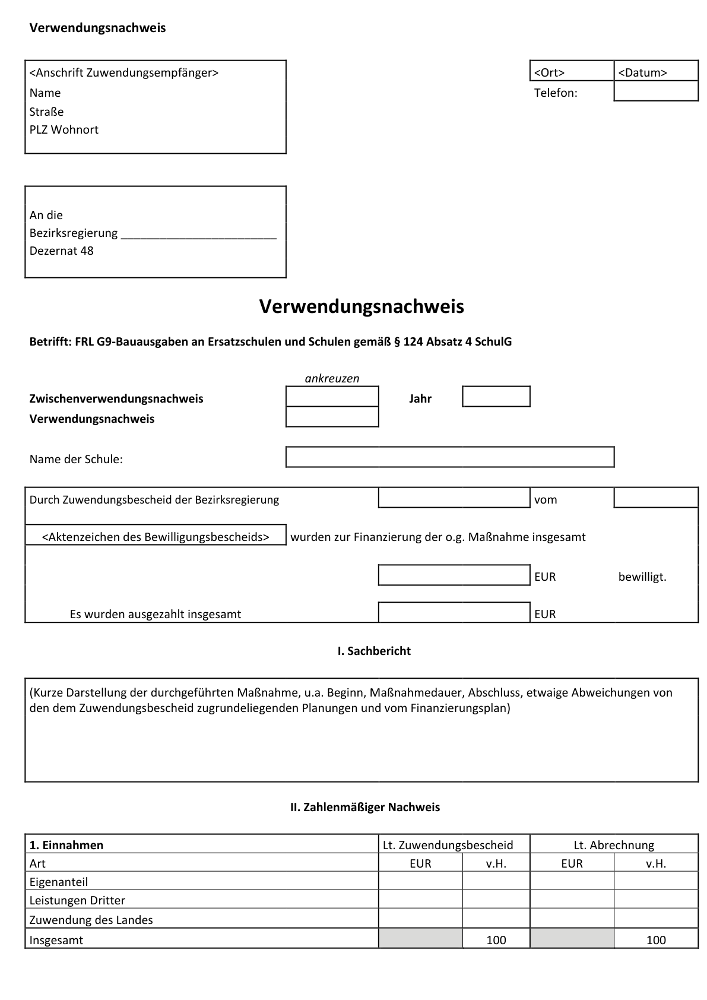 Verwendungsnachweis
<Anschrift Zuwendungsempfänger>
<Ort> <Datum>
Name
Telefon:
Straße
PLZ Wohnort
An die
Bezirksregierung ________________________
Dezernat 48
Verwendungsnachweis
Betrifft: FRL G9-Bauausgaben an Ersatzschulen und Schulen gemäß § 124 Absatz 4 SchulG
ankreuzen
Zwischenverwendungsnachweis Jahr
Verwendungsnachweis
Name der Schule:
Durch Zuwendungsbescheid der Bezirksregierung vom
<Aktenzeichen des Bewilligungsbescheids> wurden zur Finanzierung der o.g. Maßnahme insgesamt
EUR bewilligt.
Es wurden ausgezahlt insgesamt EUR
I. Sachbericht
(Kurze Darstellung der durchgeführten Maßnahme, u.a. Beginn, Maßnahmedauer, Abschluss, etwaige Abweichungen von
den dem Zuwendungsbescheid zugrundeliegenden Planungen und vom Finanzierungsplan)
II. Zahlenmäßiger Nachweis
1. Einnahmen Lt. Zuwendungsbescheid Lt. Abrechnung
Art EUR v.H. EUR v.H.
Eigenanteil
Leistungen Dritter
Zuwendung des Landes
Insgesamt 100 100